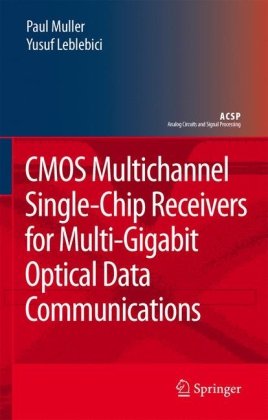 Paul Muller
Yusuf Leblebici
ACSP
Analog Circuits and Signal Processing
CMOS Multichannel
Single-Chip Receivers
for Multi-Gigabit
Optical Data
Communications
Springer